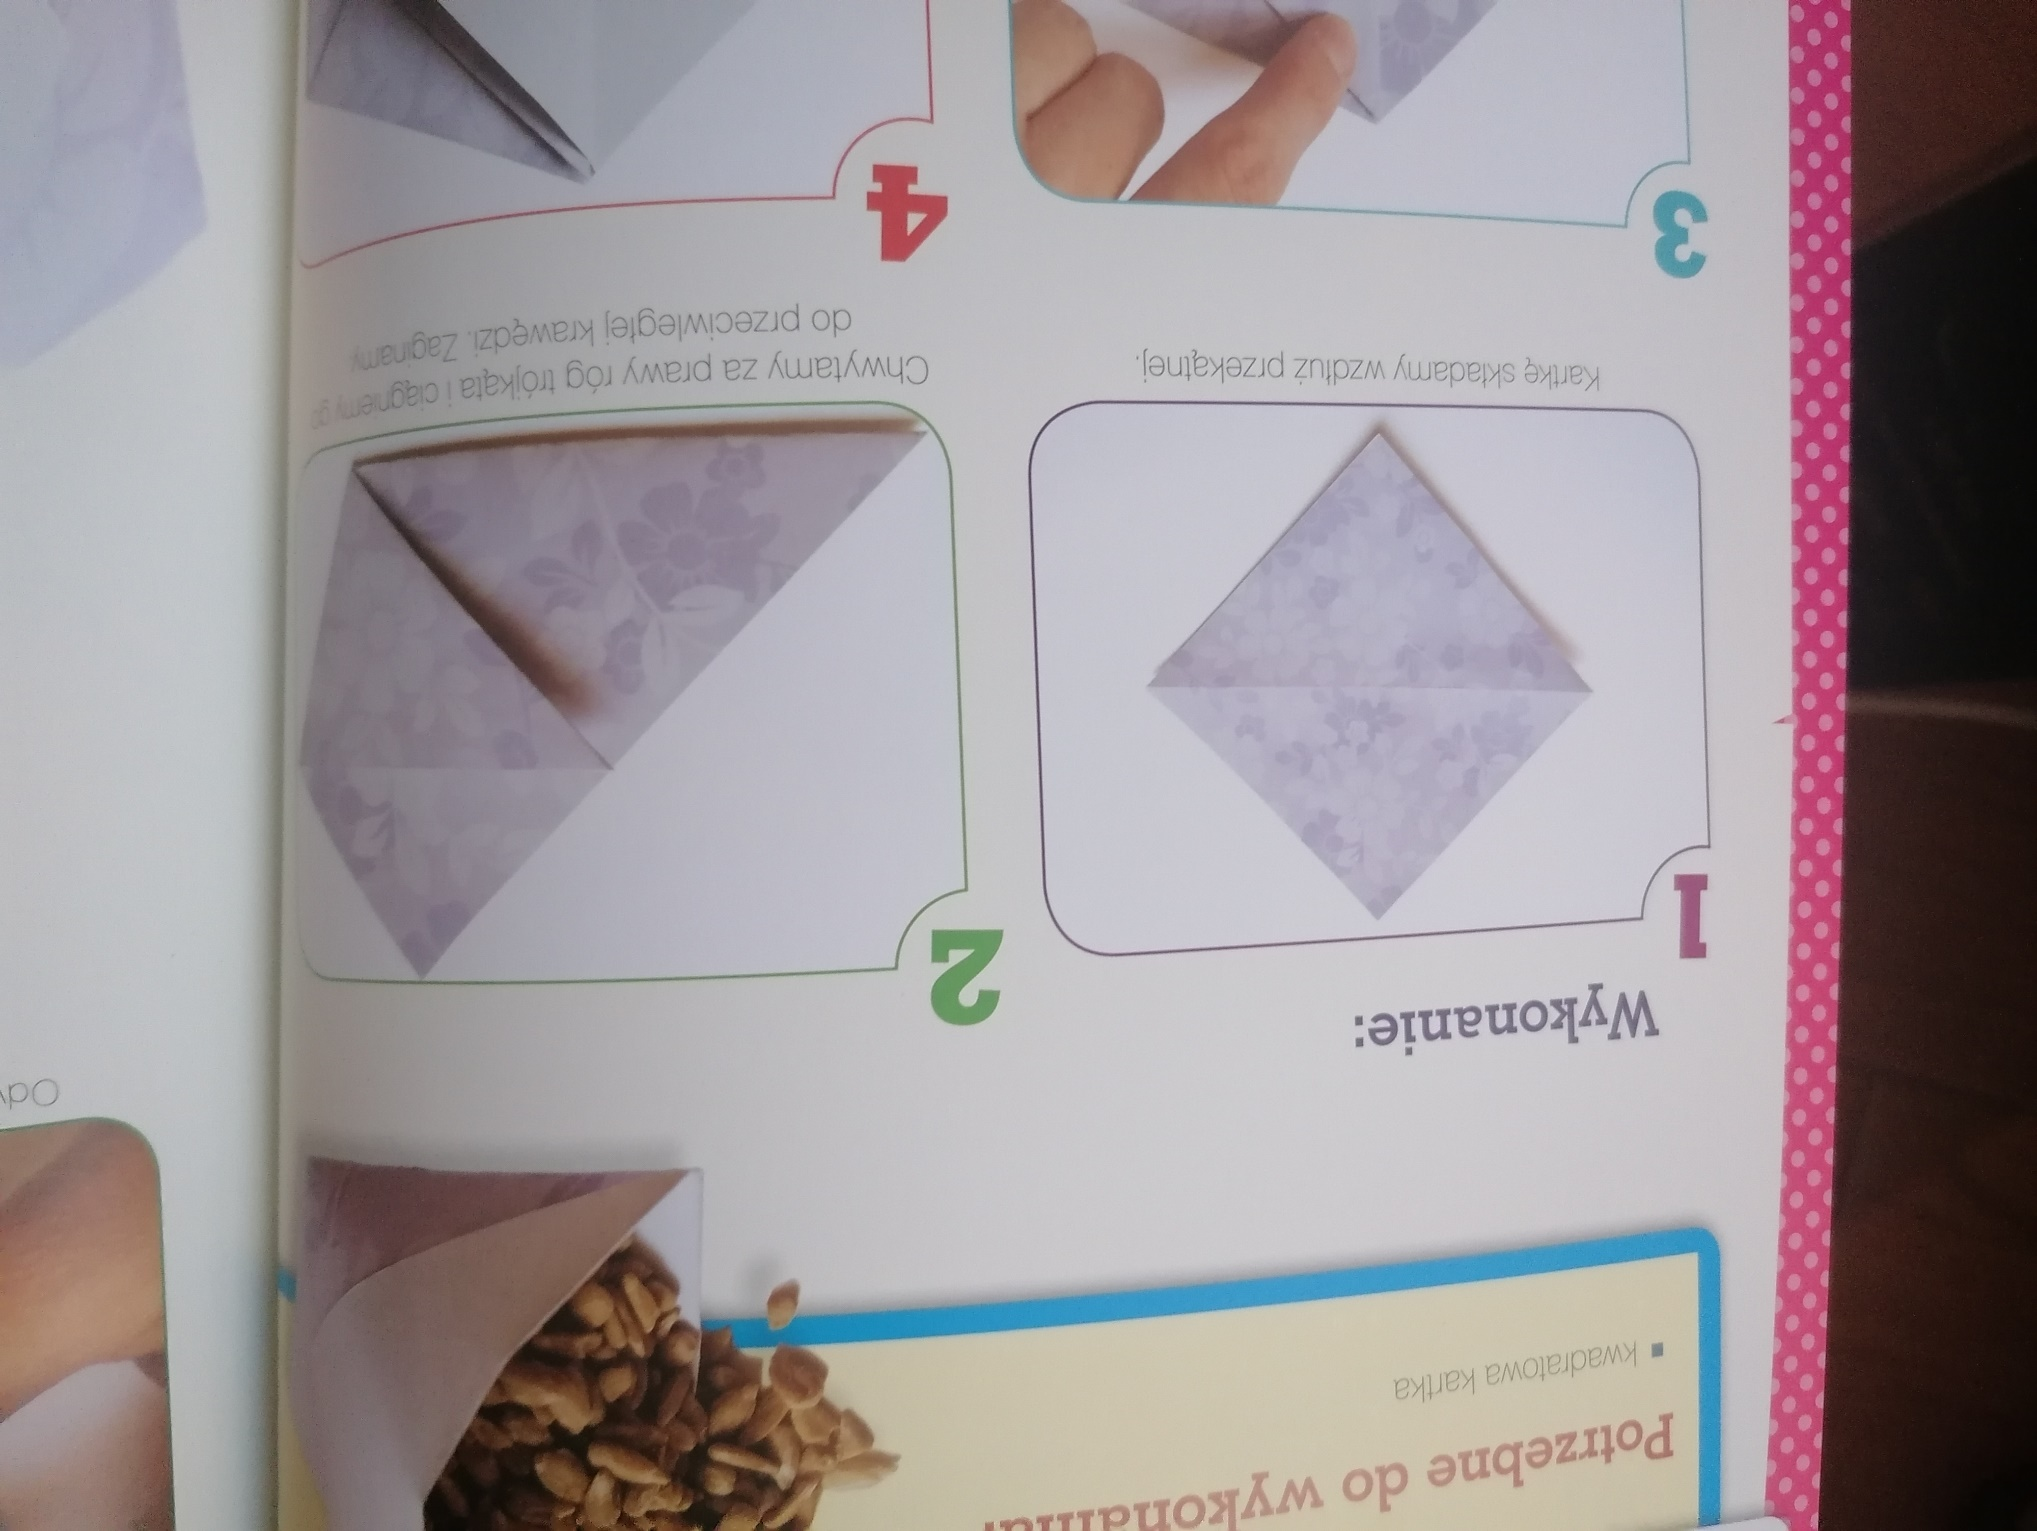 Potrzebne do wykonania:
▪ kwadratowa kartka
Wykonanie:
1
2
Kartkę składamy wzdłuż przekątnej.
Chwytamy za prawy róg trójkąta i ciągniemy go
do przeciwległej krawędzi. Zaginamy.
3
4